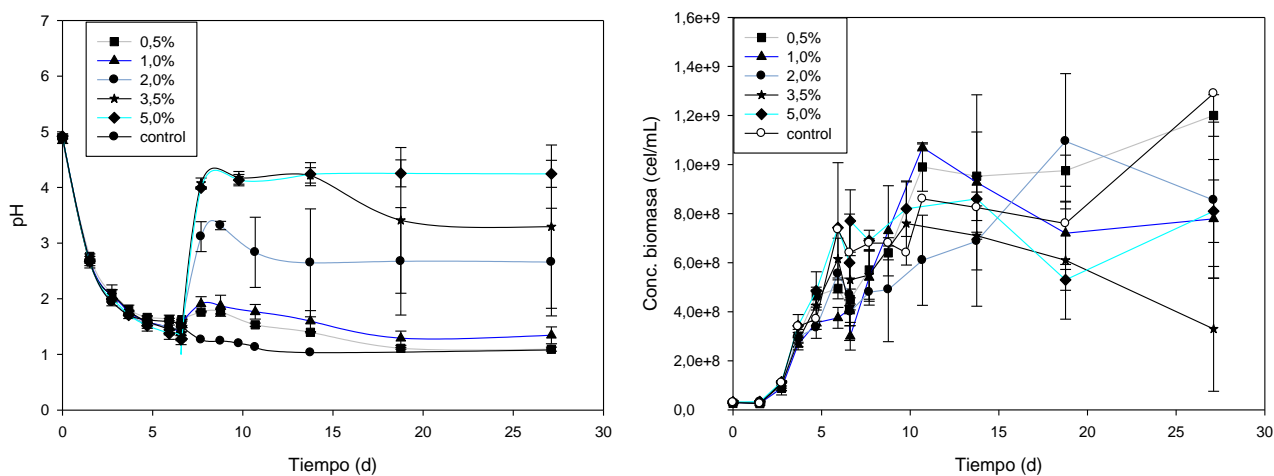 7
6
5
4
3
2
1
0
pH
0,5%
1,0%
2,0%
3,5%
5,0%
control
0 5 10 15 20 25 30
Tiempo (d)
1,6e+9
1,4e+9
1,2e+9
1,0e+9
8,0e+8
6,0e+8
4,0e+8
2,0e+8
0,0
Conc. biomasa (cel/mL)
0,5%
1,0%
2,0%
3,5%
5,0%
control
0 5 10 15 20 25 30
Tiempo (d)